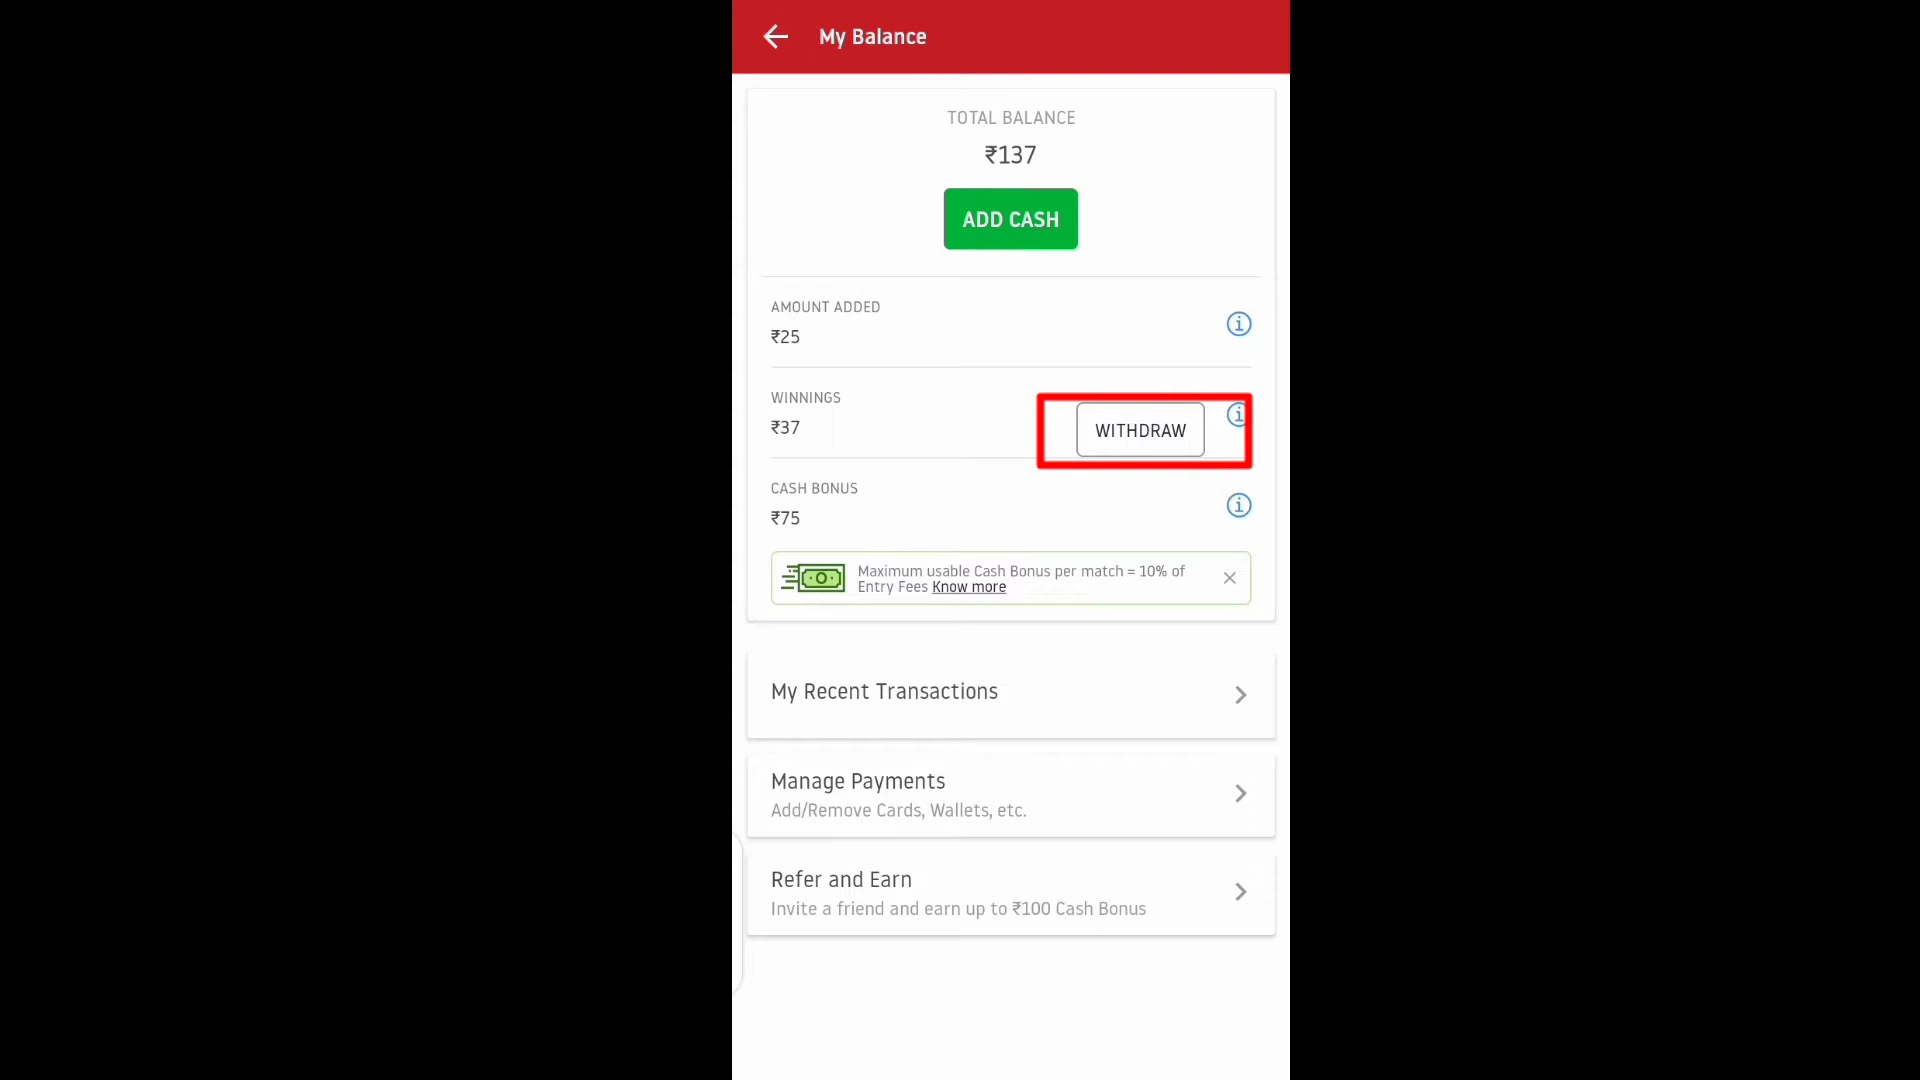 My Balance
TOTAL BALANCE
₹137
ADD CASH
AMOUNT ADDED
₹25
WINNINGS
₹37
WITHDRAW
CASH BONUS
₹75
Maximum usable Cash Bonus per match = 10% of
Entry Fees Know more
My Recent Transactions
Manage Payments
Add/Remove Cards, Wallets, etc.
Refer and Earn
Invite a friend and earn up to ₹100 Cash Bonus